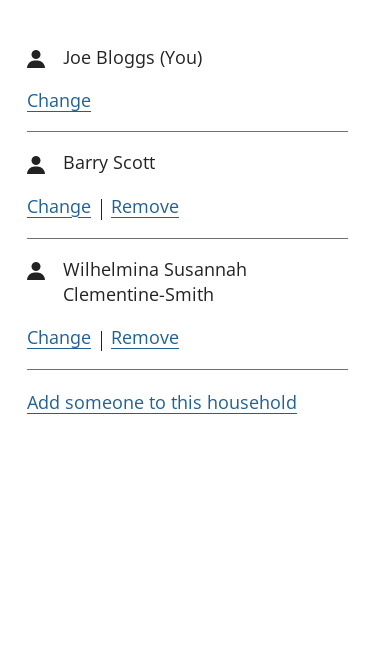 Joe Bloggs (You)
Change
Barry Scott
Change | Remove
Wilhelmina Susannah
Clementine-Smith
Change | Remove
Add someone to this household